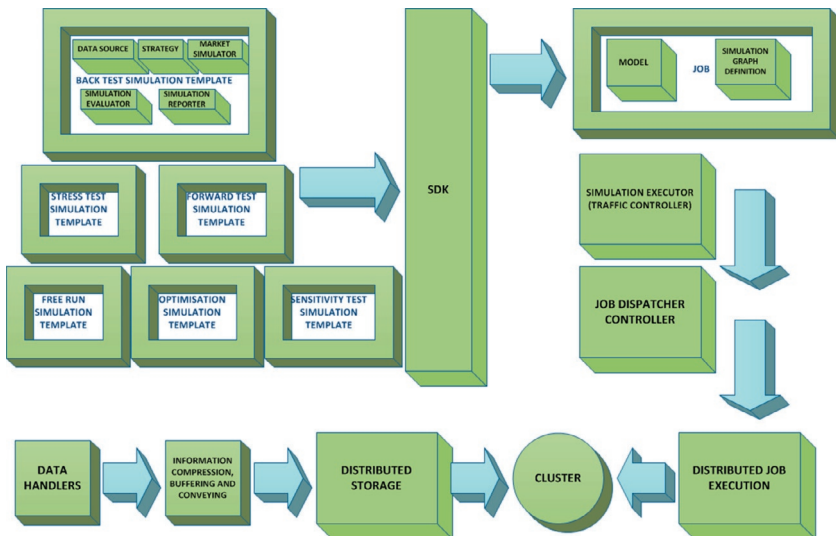 DATA SOURCE
STRATEGY
MARKET
SIMULATOR
BACK TEST SIMULATION TEMPLATE
SIMULATION
EVALUATOR
SIMULATION
REPORTER
STRESS TEST
SIMULATION
TEMPLATE
FORWARD TEST
SIMULATION
TEMPLATE
FREE RUN
SIMULATION
TEMPLATE
OPTIMISATION
SIMULATION
TEMPLATE
SENSITIVITY TEST
SIMULATION
TEMPLATE
SDK
MODEL
JOB
SIMULATION
GRAPH
DEFINITION
SIMULATION EXECUTOR
(TRAFFIC CONTROLLER)
JOB DISPATCHER
CONTROLLER
DATA
HANDLERS
INFORMATION
COMPRESSION,
BUFFERING AND
CONVEYING
DISTRIBUTED
STORAGE
CLUSTER
DISTRIBUTED JOB
EXECUTION